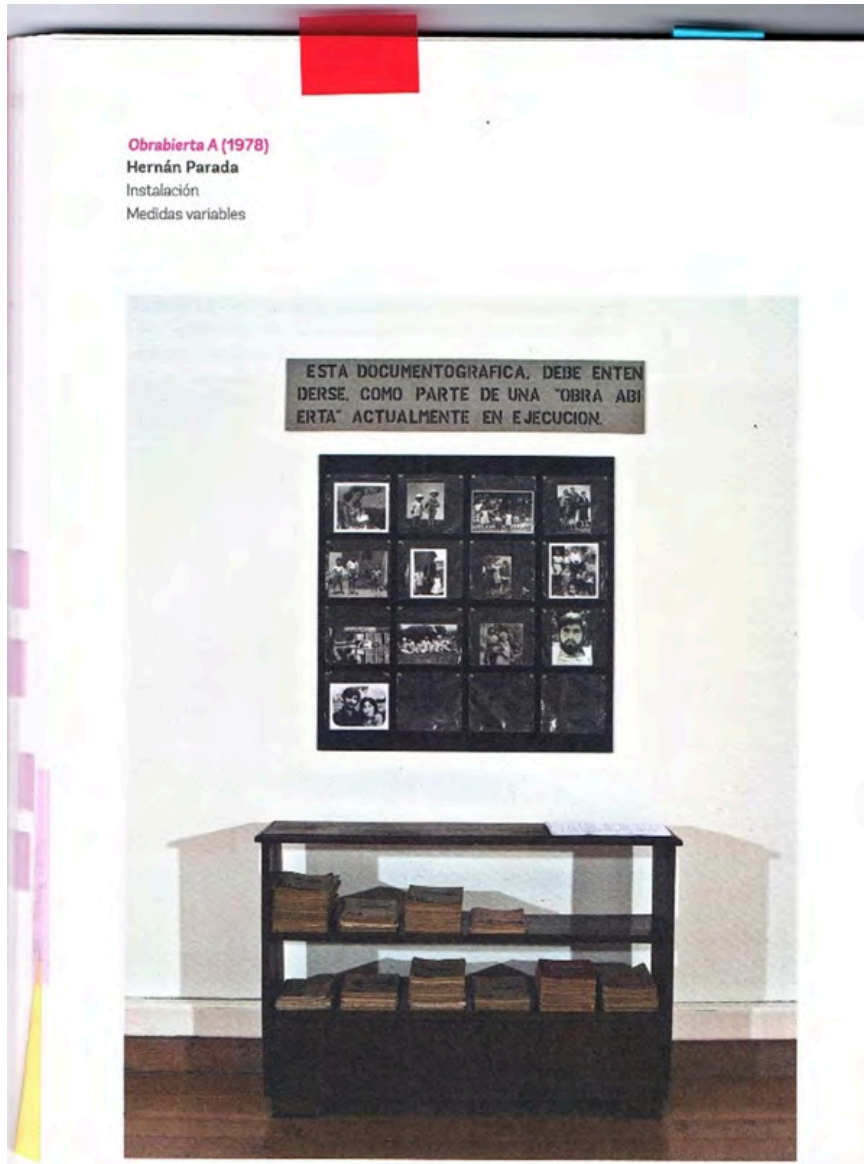 Obrabierta A (1978)
Hernán Parada
Instalación
Medidas variables
ESTA DOCUMENTOGRAFICA, DEBE ENTEN
DERSE, COMO PARTE DE UNA "OBRA ABI
ERTA" ACTUALMENTE EN EJECUCION.